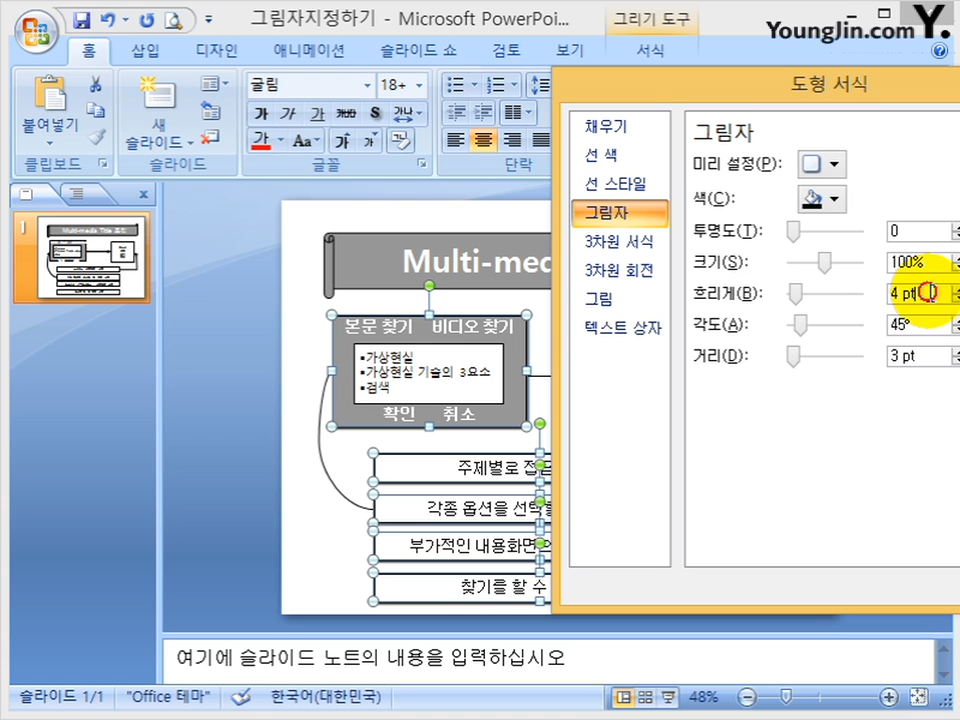 그림자지정하기 - Microsoft PowerPoi...
그리기 도구
YoungJin.com
Y.
홈
삽입
디자인
애니메이션
슬라이드 쇼
검토
보기
서식
붙여넣기
클립보드
새
슬라이드
슬라이드
굴림
18+
가
가
가
가
Aa
글꼴
단락
도형 서식
채우기
선 색
선 스타일
그림자
3차원 서식
3차원 회전
그림
텍스트 상자
그림자
미리 설정(P):
색(C):
투명도(T):
0
크기(S):
100%
흐리게(B):
4 pt
각도(A):
45°
거리(D):
3 pt
1
Multi-med
본문 찾기 비디오 찾기
▪가상현실
▪가상현실 기술의 3요소
▪검색
확인 취소
주제별로 접근
각종 옵션을 선택
부가적인 내용화면
찾기를 할 수
여기에 슬라이드 노트의 내용을 입력하십시오
슬라이드 1/1
"Office 테마"
한국어(대한민국)
48%